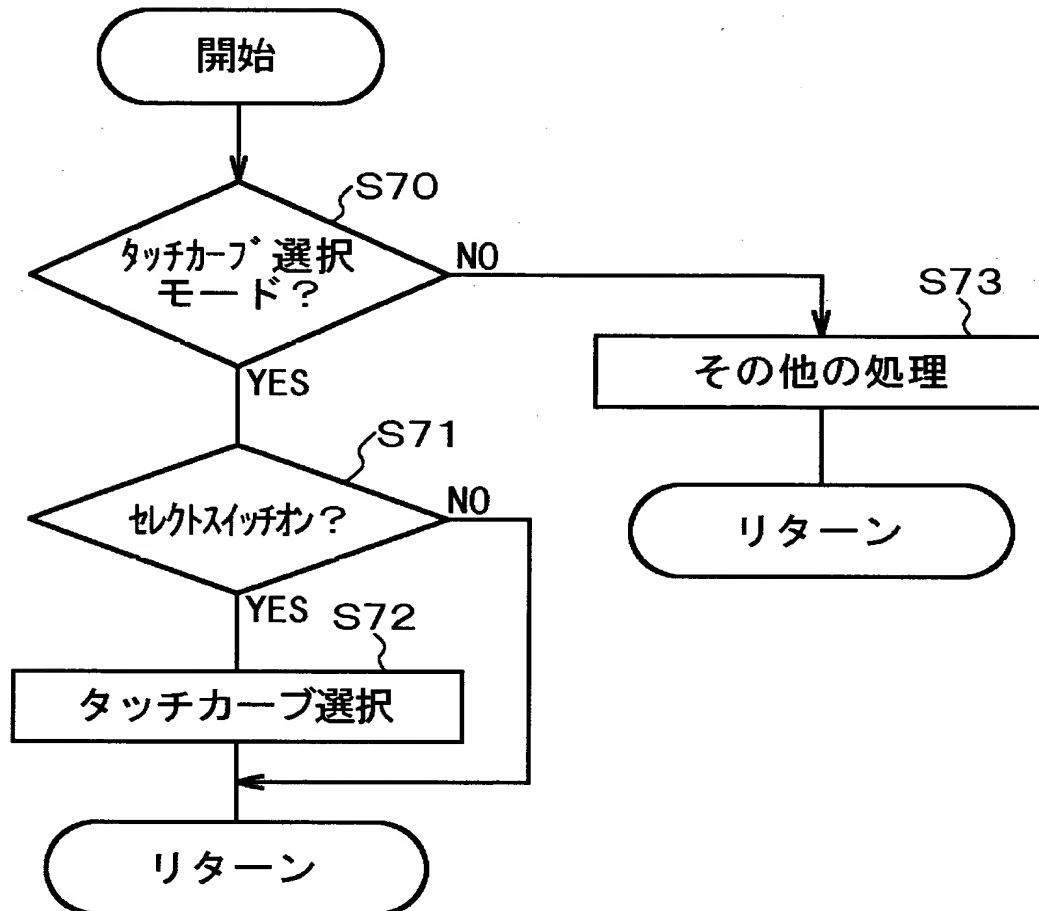 開始
S70
タッチカーブ選択
モード？
NO
YES
S73
その他の処理
リターン
S71
セレクトスイッチオン？
NO
YES
S72
タッチカーブ選択
リターン